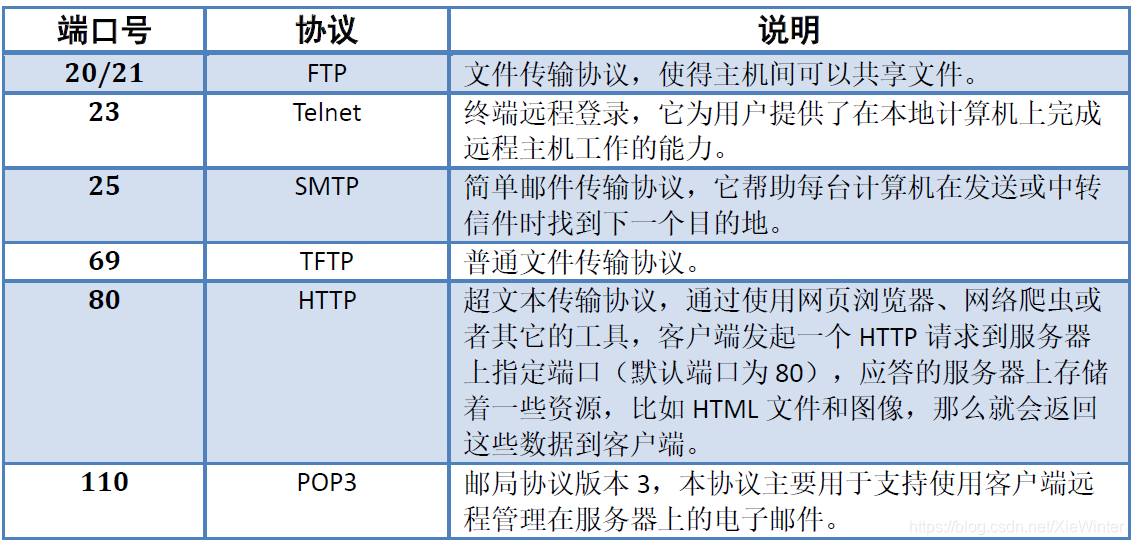 端口号 协议 说明
20/21 FTP 文件传输协议，使得主机间可以共享文件。
23 Telnet 终端远程登录，它为用户提供了在本地计算机上完成
远程主机工作的能力。
25 SMTP 简单邮件传输协议，它帮助每台计算机在发送或中转
信件时找到下一个目的地。
69 TFTP 普通文件传输协议。
80 HTTP 超文本传输协议，通过使用网页浏览器、网络爬虫或
者其它的工具，客户端发起一个 HTTP 请求到服务器
上指定端口（默认端口为 80），应答的服务器上存储
着一些资源，比如 HTML 文件和图像，那么就会返回
这些数据到客户端。
110 POP3 邮局协议版本 3，本协议主要用于支持使用客户端远
程管理在服务器上的电子邮件。
https://blog.csdn.net/XieWinter